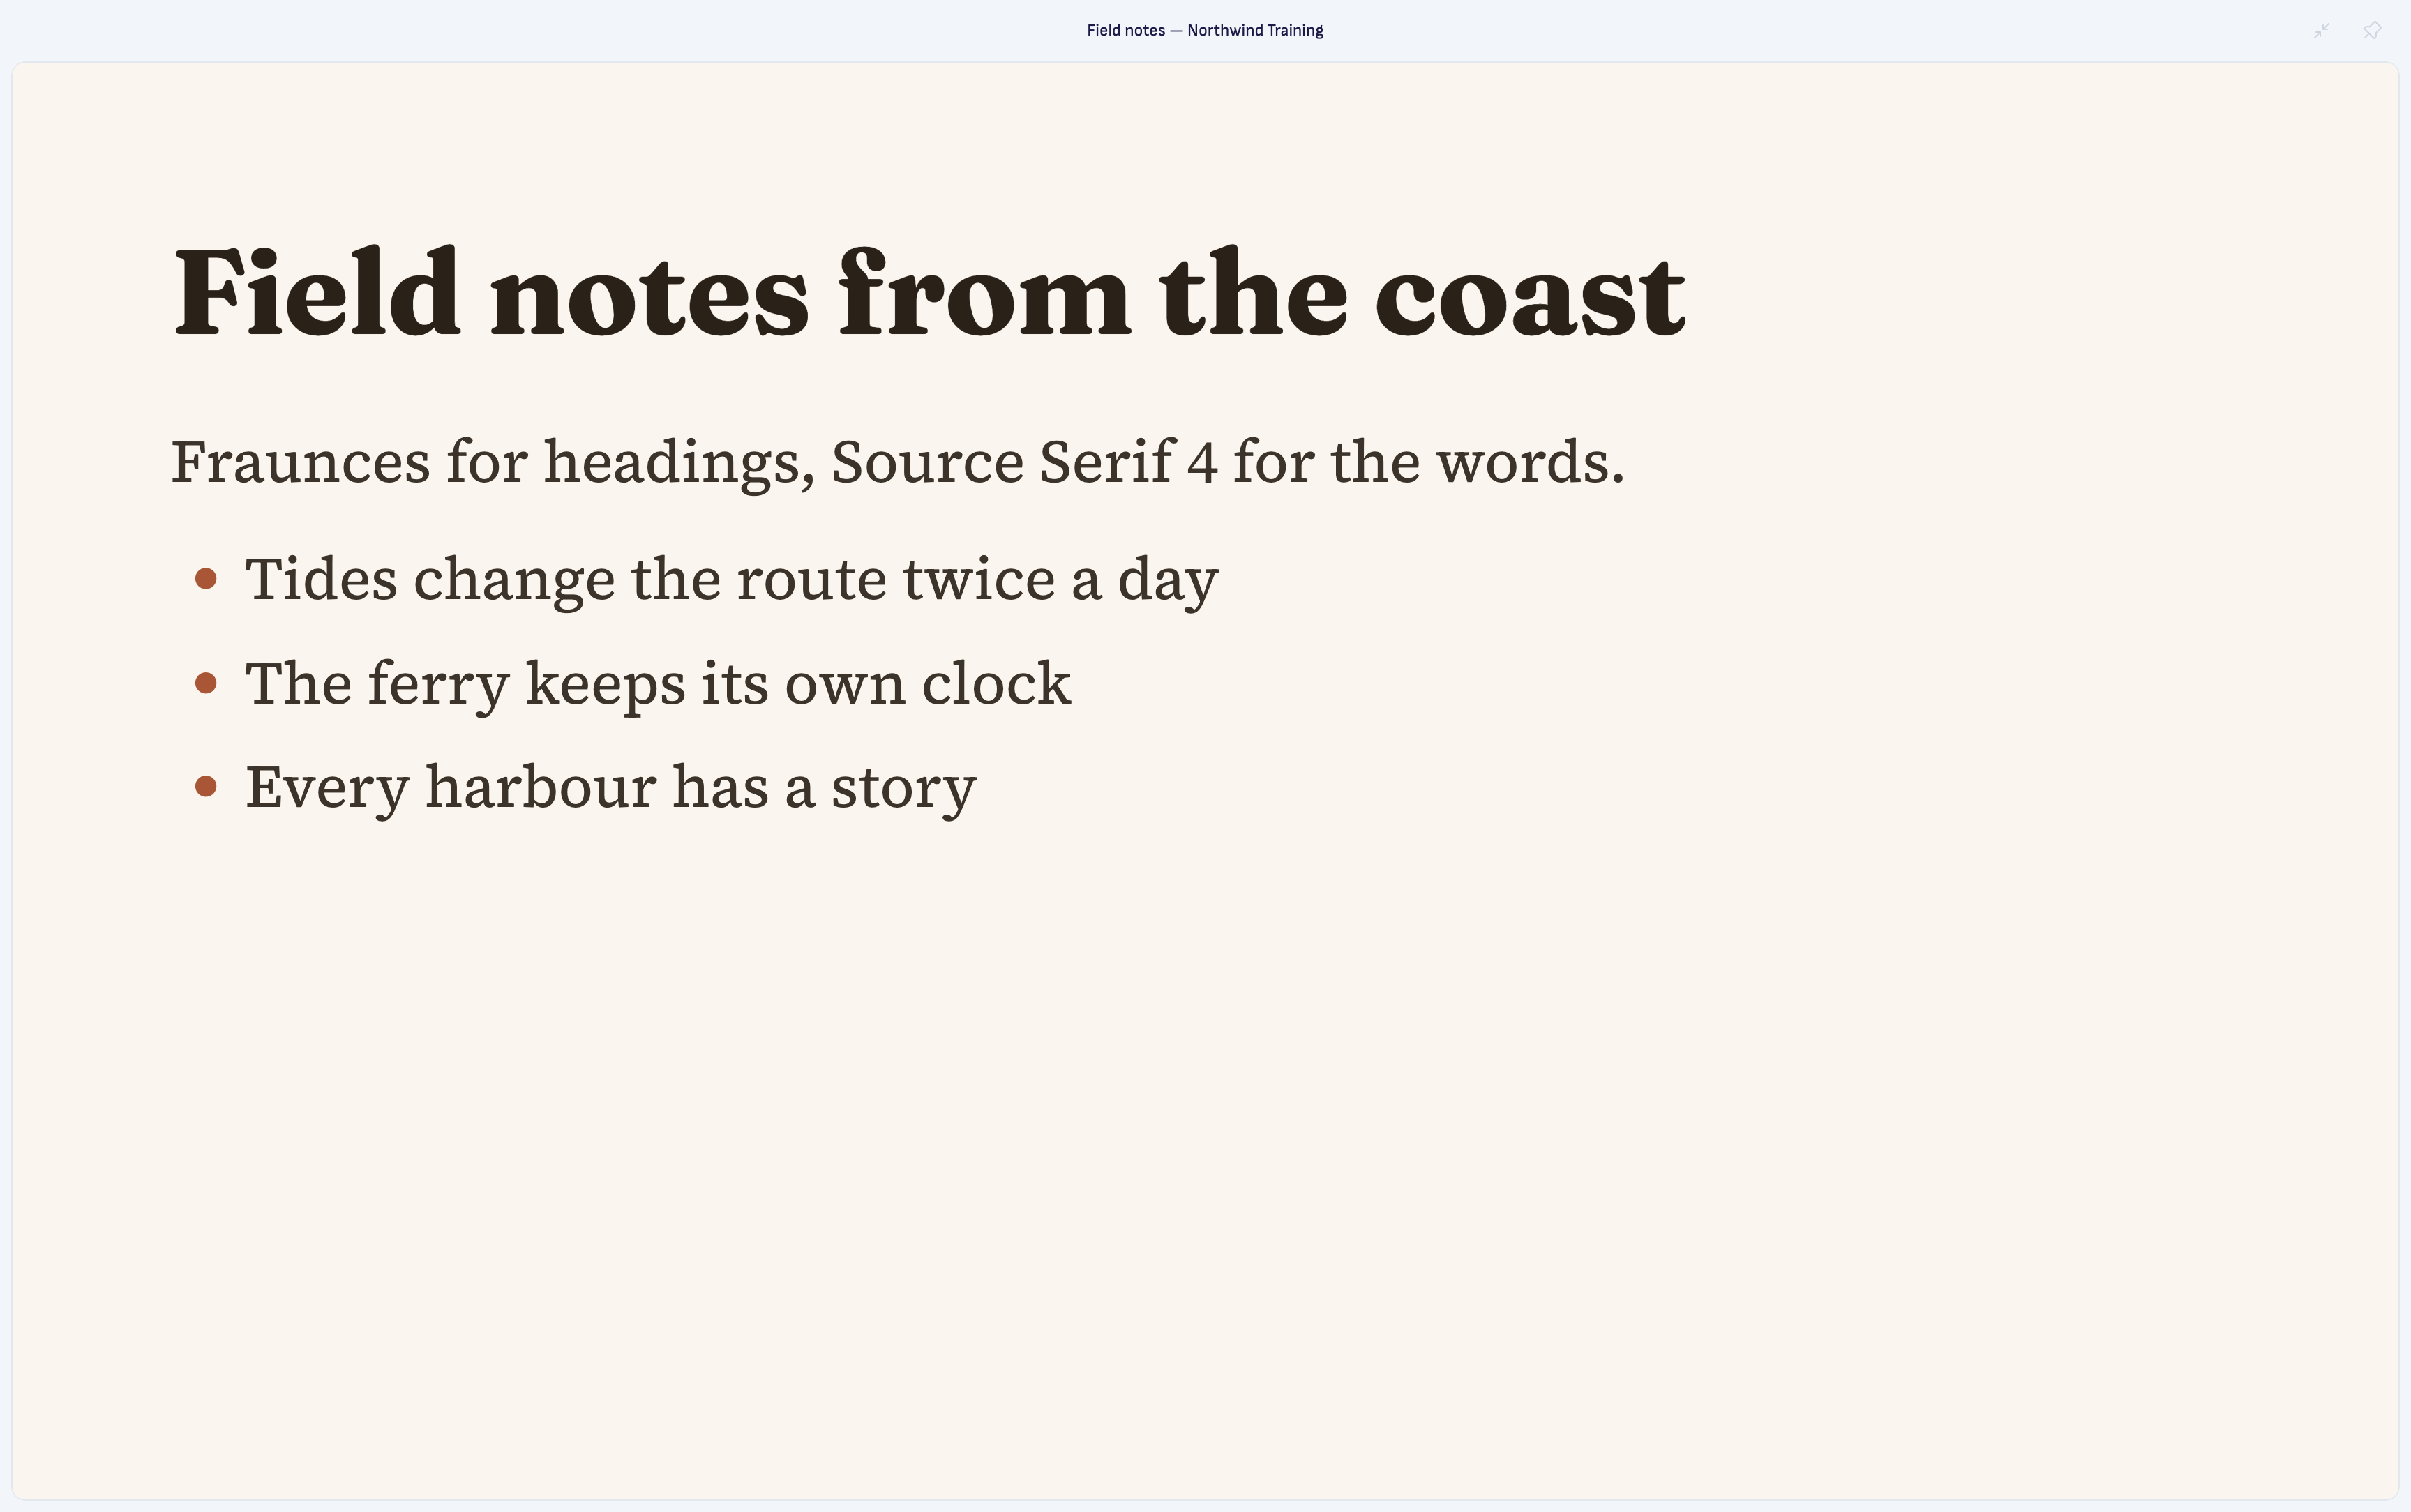 Field notes — Northwind Training
Field notes from the coast
Fraunces for headings, Source Serif 4 for the words.
Tides change the route twice a day
The ferry keeps its own clock
Every harbour has a story